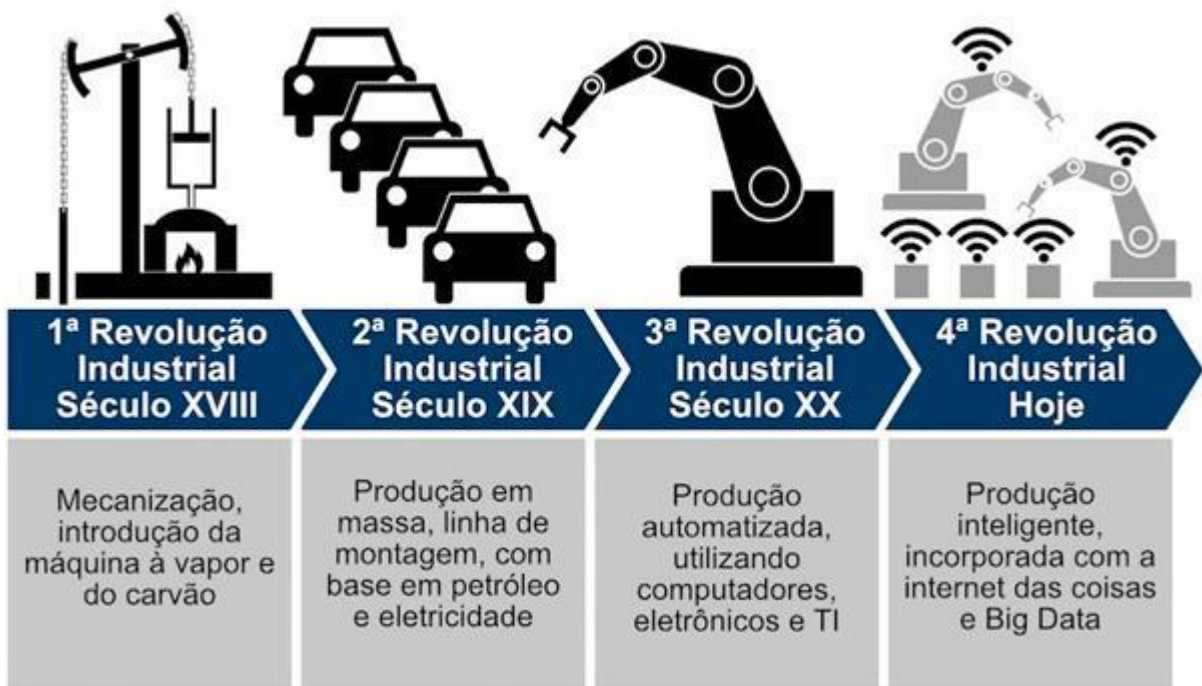 1ª Revolução
Industrial
Século XVIII
2ª Revolução
Industrial
Século XIX
3ª Revolução
Industrial
Século XX
4ª Revolução
Industrial
Hoje
Mecanização,
introdução da
máquina à vapor e
do carvão
Produção em
massa, linha de
montagem, com
base em petróleo
e eletricidade
Produção
automatizada,
utilizando
computadores,
eletrônicos e TI
Produção
inteligente,
incorporada com a
internet das coisas
e Big Data